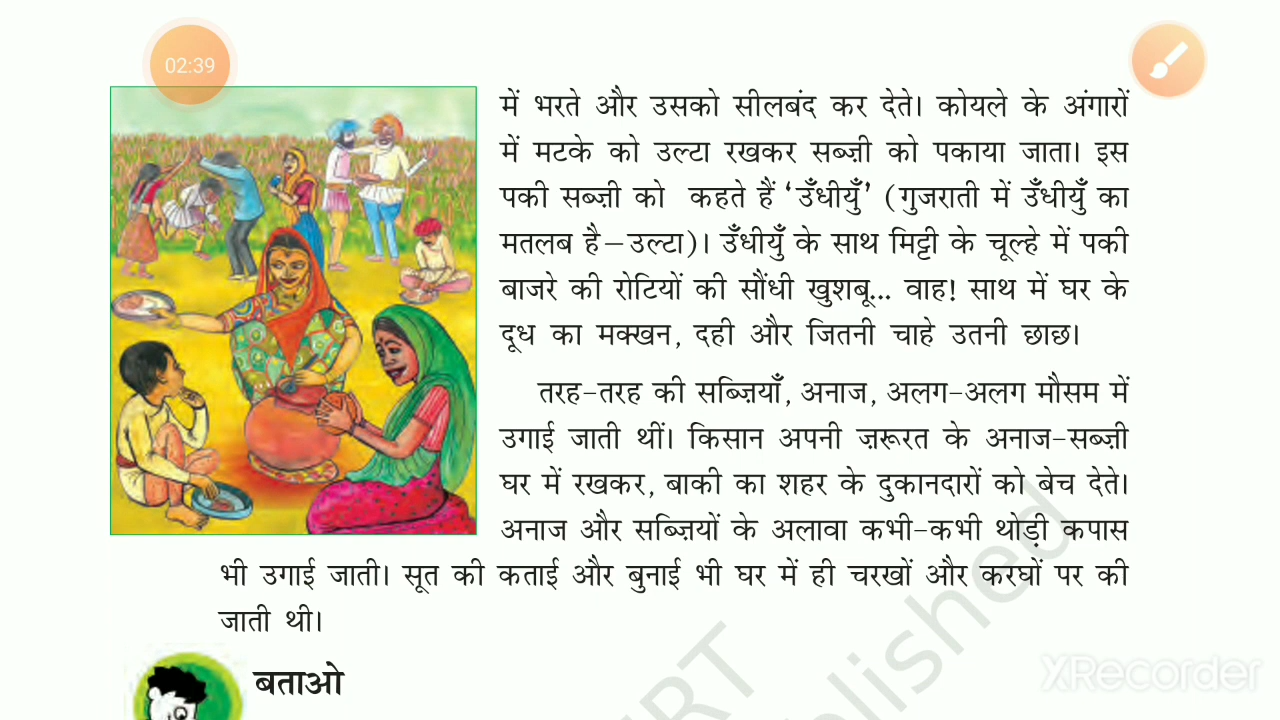 02:39
में भरते और उसको सीलबंद कर देते। कोयले के अंगारों
में मटके को उल्टा रखकर सब्ज़ी को पकाया जाता। इस
पकी सब्ज़ी को कहते हैं ‘उँधीयुँ’ (गुजराती में उँधीयुँ का
मतलब है–उल्टा)। उँधीयुँ के साथ मिट्टी के चूल्हे में पकी
बाजरे की रोटियों की सौंधी खुशबू... वाह! साथ में घर के
दूध का मक्खन, दही और जितनी चाहे उतनी छाछ।
तरह-तरह की सब्ज़ियाँ, अनाज, अलग-अलग मौसम में
उगाई जाती थीं। किसान अपनी ज़रूरत के अनाज-सब्ज़ी
घर में रखकर, बाकी का शहर के दुकानदारों को बेच देते।
अनाज और सब्ज़ियों के अलावा कभी-कभी थोड़ी कपास
भी उगाई जाती। सूत की कताई और बुनाई भी घर में ही चरखों और करघों पर की
जाती थी।
बताओ
XRecorder